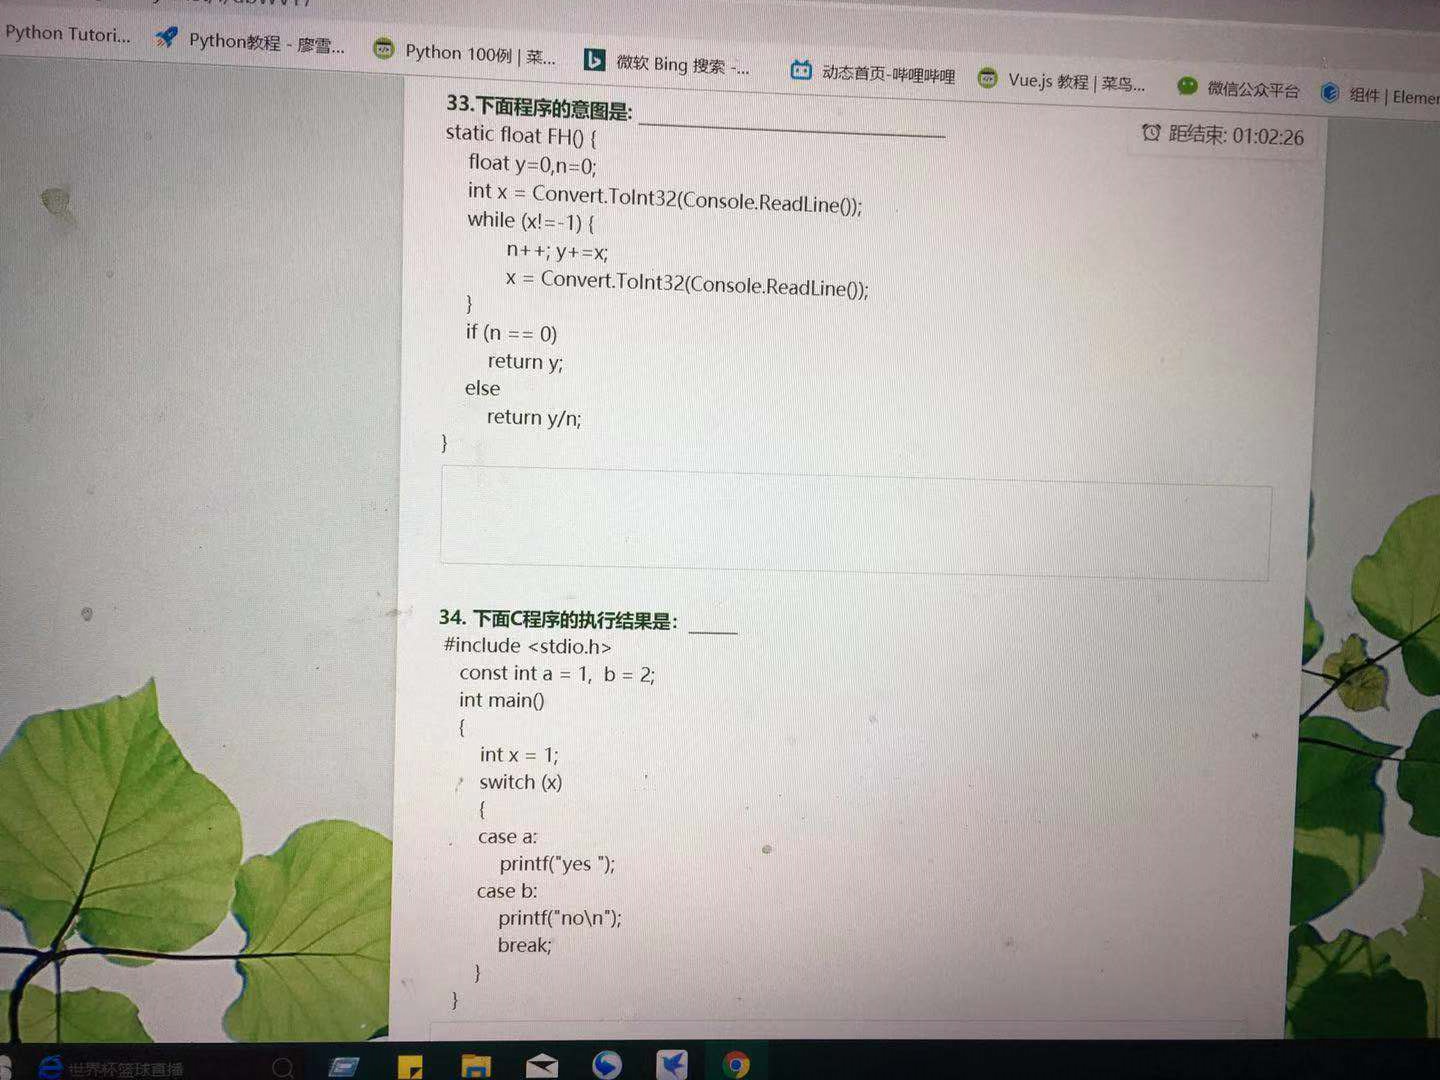 Python Tutori...
Python教程 - 廖雪...
Python 100例 | 菜...
微软 Bing 搜索 -...
动态首页-哔哩哔哩
Vue.js 教程 | 菜鸟...
微信公众平台
组件 | Elemen
距结束: 01:02:26
33.下面程序的意图是: ____________________
static float FH() {
float y=0,n=0;
int x = Convert.ToInt32(Console.ReadLine());
while (x!=-1) {
n++; y+=x;
x = Convert.ToInt32(Console.ReadLine());
}
if (n == 0)
return y;
else
return y/n;
}
34. 下面C程序的执行结果是： _____
#include <stdio.h>
const int a = 1, b = 2;
int main()
{
int x = 1;
switch (x)
{
case a:
printf("yes ");
case b:
printf("no\n");
break;
}
}
世界杯篮球直播